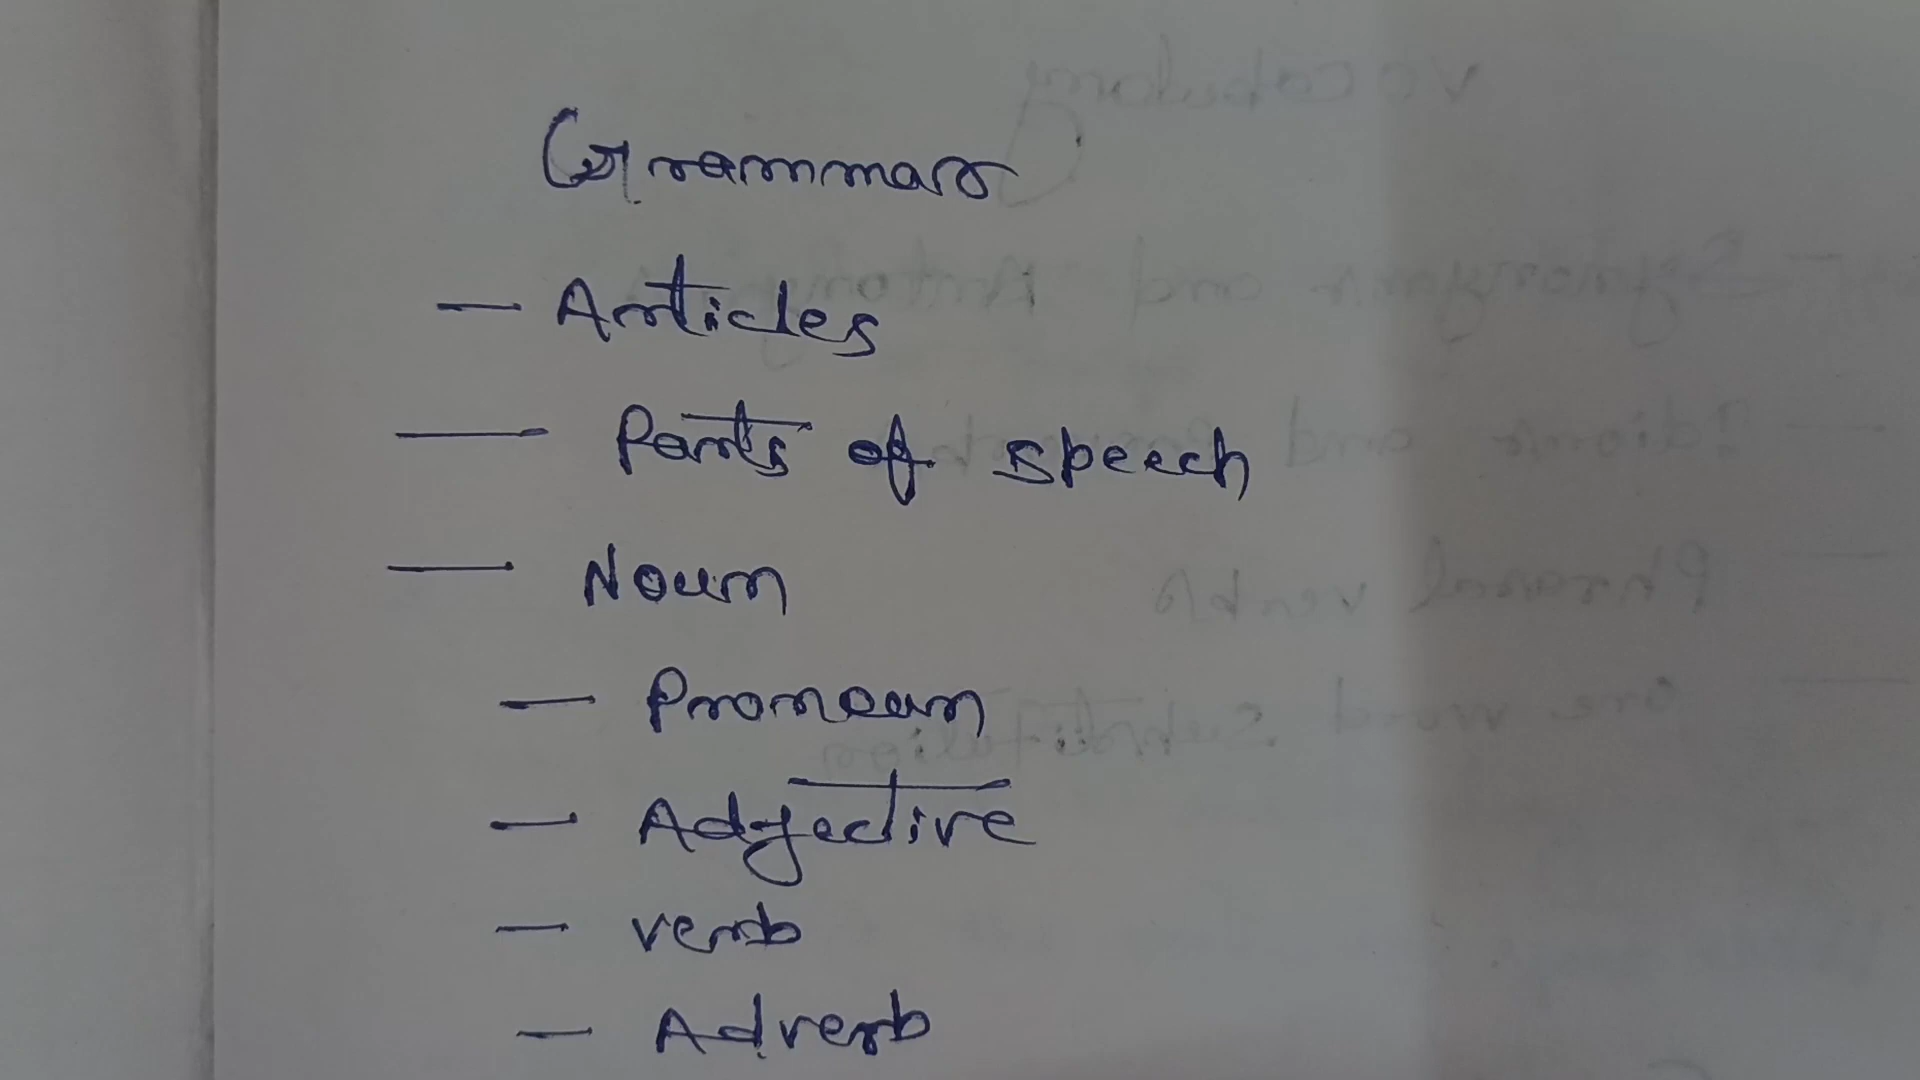 Grammar
- Articles
- Parts of speech
- Noun
- Pronoun
- Adjective
- verb
- Adverb